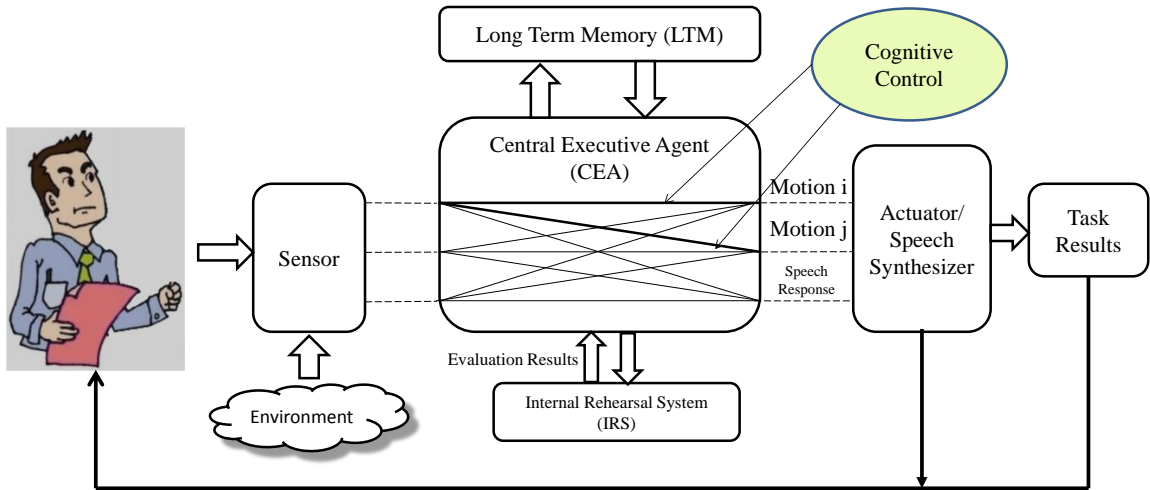 Long Term Memory (LTM)
Cognitive
Control
Central Executive Agent
(CEA)
Motion i
Motion j
Speech
Response
Sensor
Actuator/
Speech
Synthesizer
Task
Results
Evaluation Results
Internal Rehearsal System
(IRS)
Environment